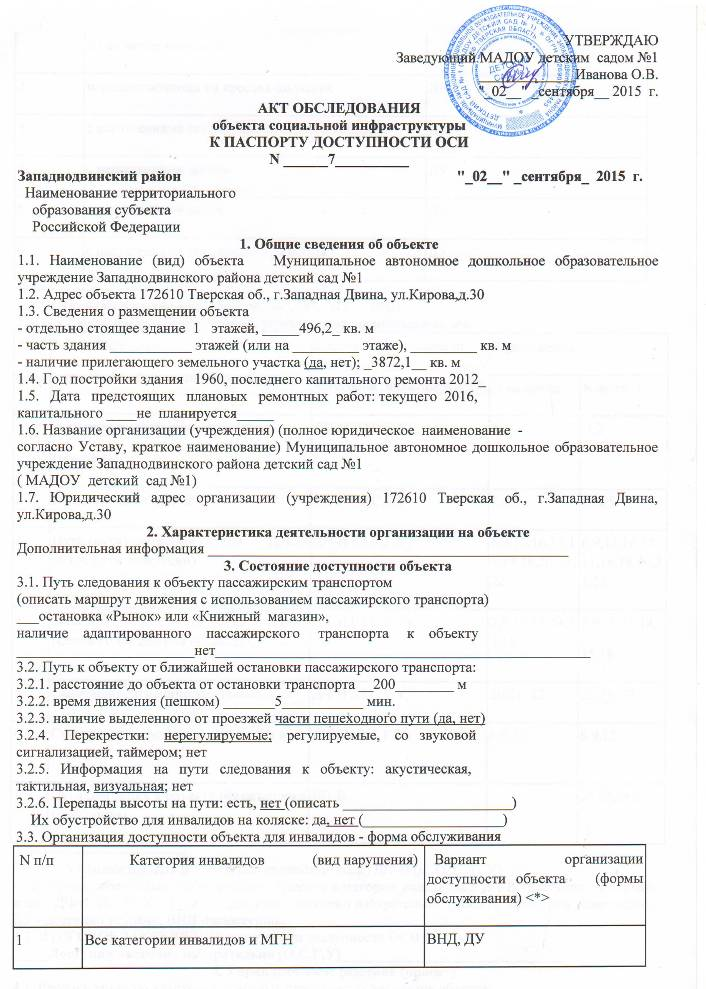 УТВЕРЖДАЮ
Заведующий МАДОУ детским садом №1
Иванова О.В.
"_02__" _сентября__ 2015 г.
АКТ ОБСЛЕДОВАНИЯ
объекта социальной инфраструктуры
К ПАСПОРТУ ДОСТУПНОСТИ ОСИ
N ______7__________
Западнодвинский район "_02__" _сентября_ 2015 г.
Наименование территориального
образования субъекта
Российской Федерации
1. Общие сведения об объекте
1.1. Наименование (вид) объекта Муниципальное автономное дошкольное образовательное
учреждение Западнодвинского района детский сад №1
1.2. Адрес объекта 172610 Тверская об., г.Западная Двина, ул.Кирова,д.30
1.3. Сведения о размещении объекта
- отдельно стоящее здание 1 этажей, _____496,2_ кв. м
- часть здания ___________ этажей (или на _________ этаже), _________ кв. м
- наличие прилегающего земельного участка (да, нет); _3872,1__ кв. м
1.4. Год постройки здания 1960, последнего капитального ремонта 2012_
1.5. Дата предстоящих плановых ремонтных работ: текущего 2016,
капитального ____не планируется_____
1.6. Название организации (учреждения) (полное юридическое наименование -
согласно Уставу, краткое наименование) Муниципальное автономное дошкольное образовательное
учреждение Западнодвинского района детский сад №1
( МАДОУ детский сад №1)
1.7. Юридический адрес организации (учреждения) 172610 Тверская об., г.Западная Двина,
ул.Кирова,д.30
2. Характеристика деятельности организации на объекте
Дополнительная информация ________________________________________________
3. Состояние доступности объекта
3.1. Путь следования к объекту пассажирским транспортом
(описать маршрут движения с использованием пассажирского транспорта)
___остановка «Рынок» или «Книжный магазин»,
наличие адаптированного пассажирского транспорта к объекту
________________________нет__________________________________________________
3.2. Путь к объекту от ближайшей остановки пассажирского транспорта:
3.2.1. расстояние до объекта от остановки транспорта __200________ м
3.2.2. время движения (пешком) _______5___________ мин.
3.2.3. наличие выделенного от проезжей части пешеходного пути (да, нет)
3.2.4. Перекрестки: нерегулируемые; регулируемые, со звуковой
сигнализацией, таймером; нет
3.2.5. Информация на пути следования к объекту: акустическая,
тактильная, визуальная; нет
3.2.6. Перепады высоты на пути: есть, нет (описать ______________________)
Их обустройство для инвалидов на коляске: да, нет (__________________)
3.3. Организация доступности объекта для инвалидов - форма обслуживания
N п/п Категория инвалидов (вид нарушения) Вариант организации
доступности объекта (формы
обслуживания) <*>
1 Все категории инвалидов и МГН ВНД, ДУ